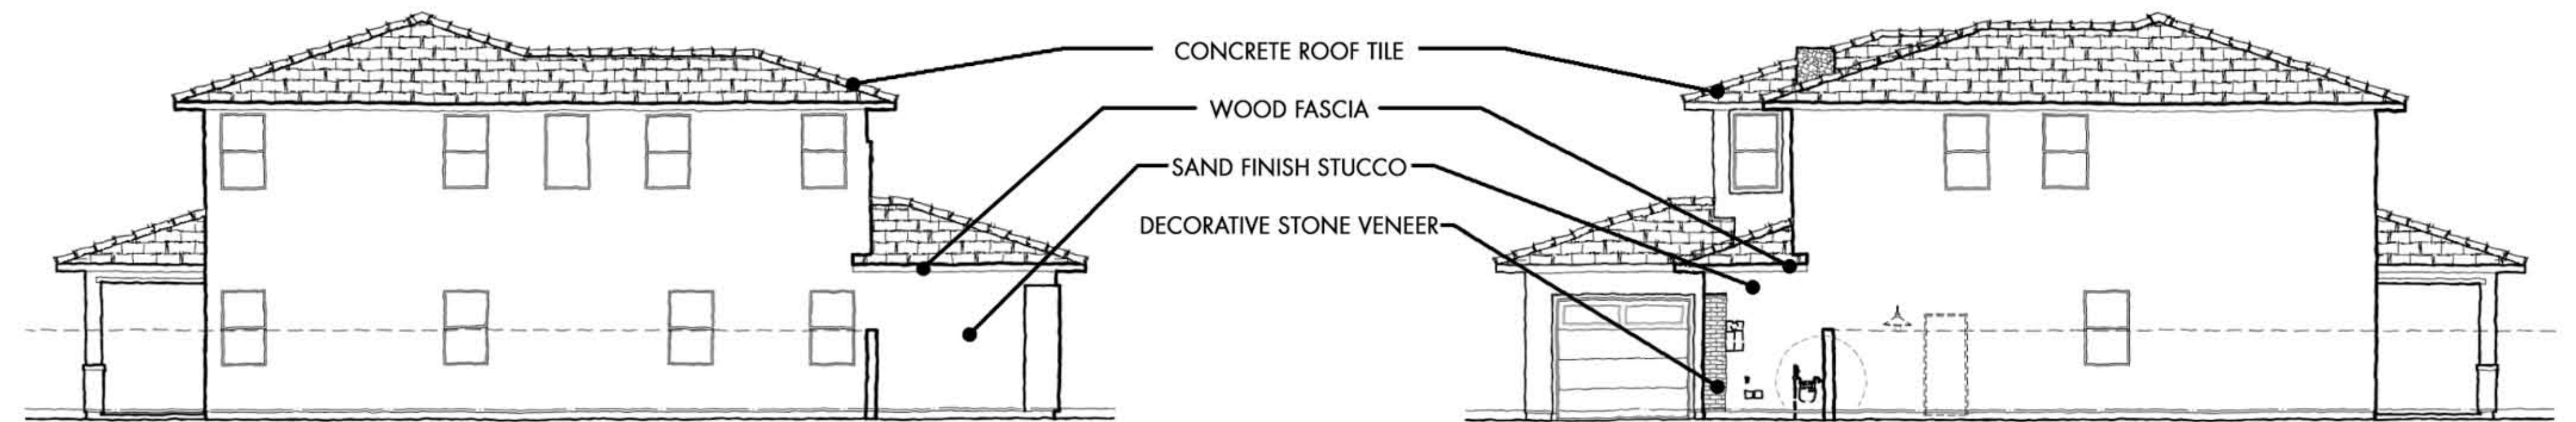 CONCRETE ROOF TILE
WOOD FASCIA
SAND FINISH STUCCO
DECORATIVE STONE VENEER